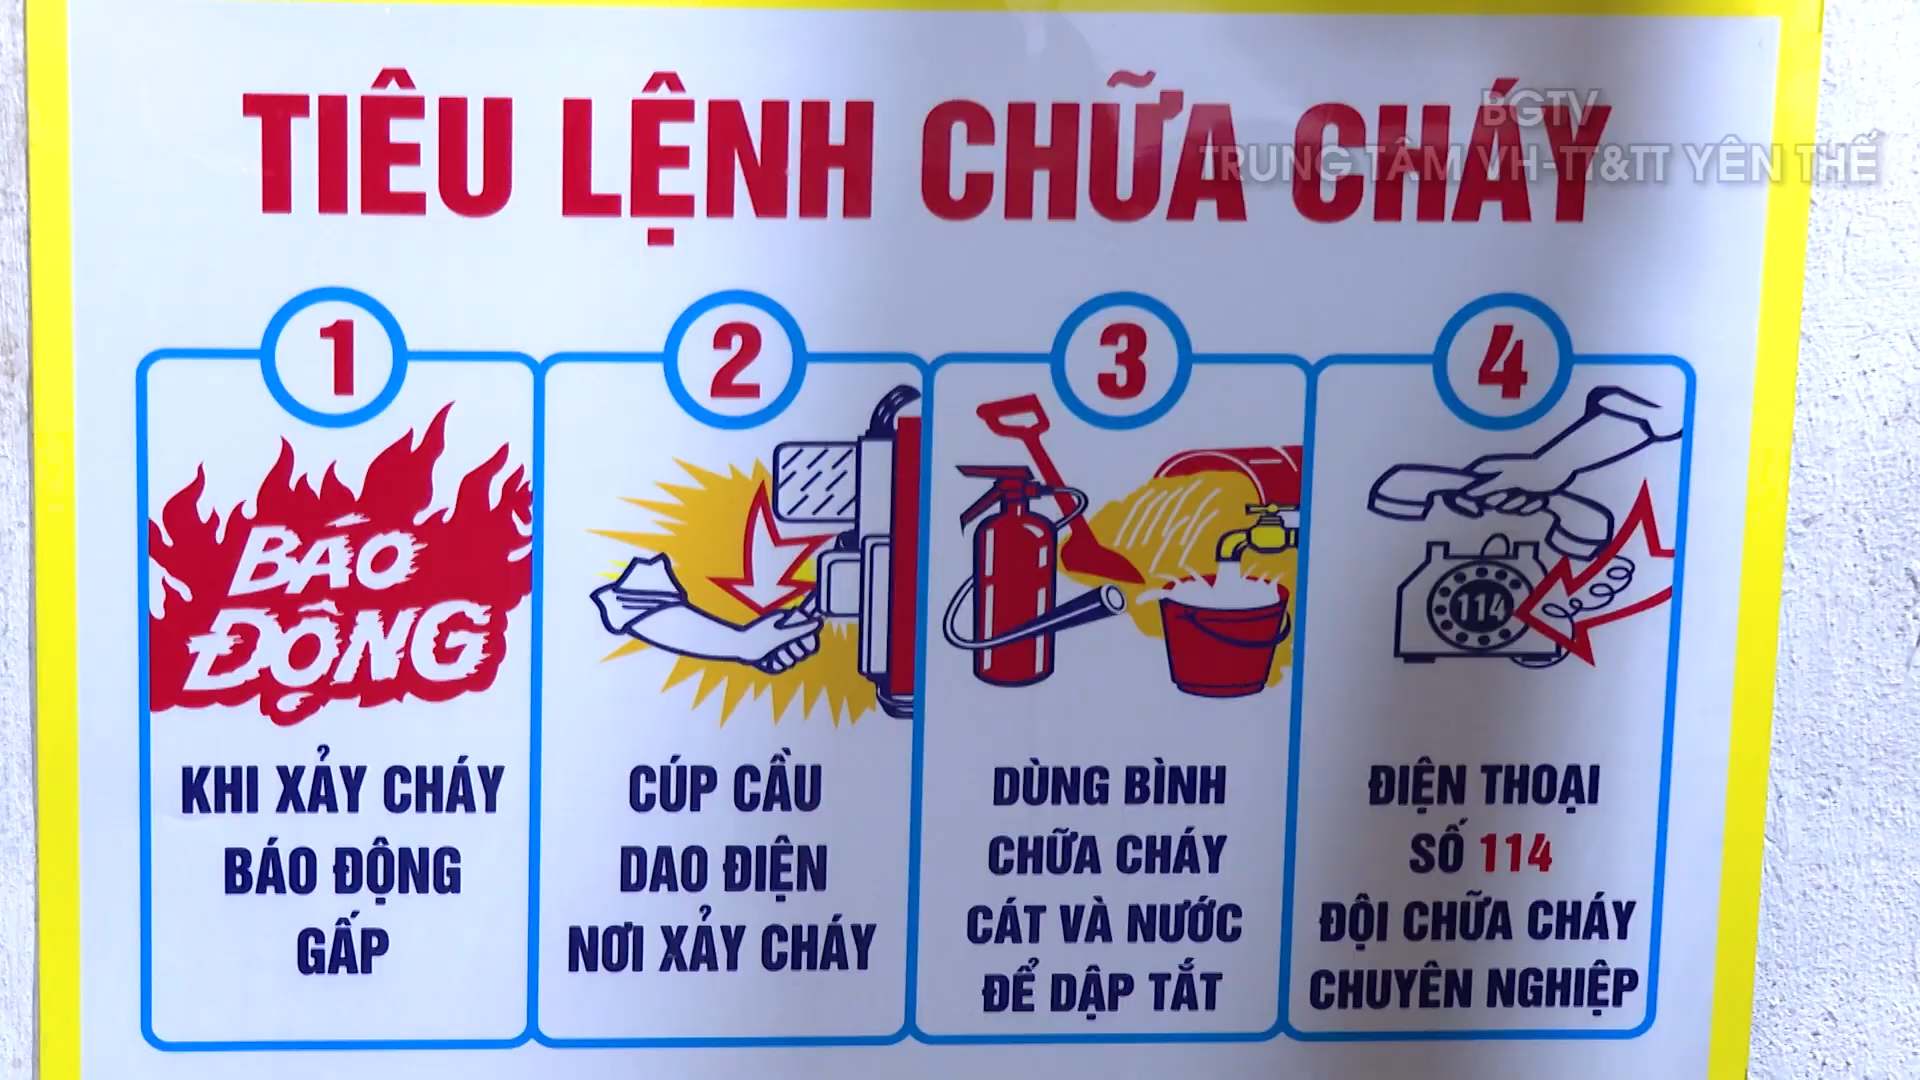 BGTV
TRUNG TÂM VH-TT&TT YÊN THẾ
TIÊU LỆNH CHỮA CHÁY
1
BÁO
ĐỘNG
KHI XẢY CHÁY
BÁO ĐỘNG
GẤP
2
CÚP CẦU
DAO ĐIỆN
NƠI XẢY CHÁY
3
DÙNG BÌNH
CHỮA CHÁY
CÁT VÀ NƯỚC
ĐỂ DẬP TẮT
4
114
ĐIỆN THOẠI
SỐ 114
ĐỘI CHỮA CHÁY
CHUYÊN NGHIỆP